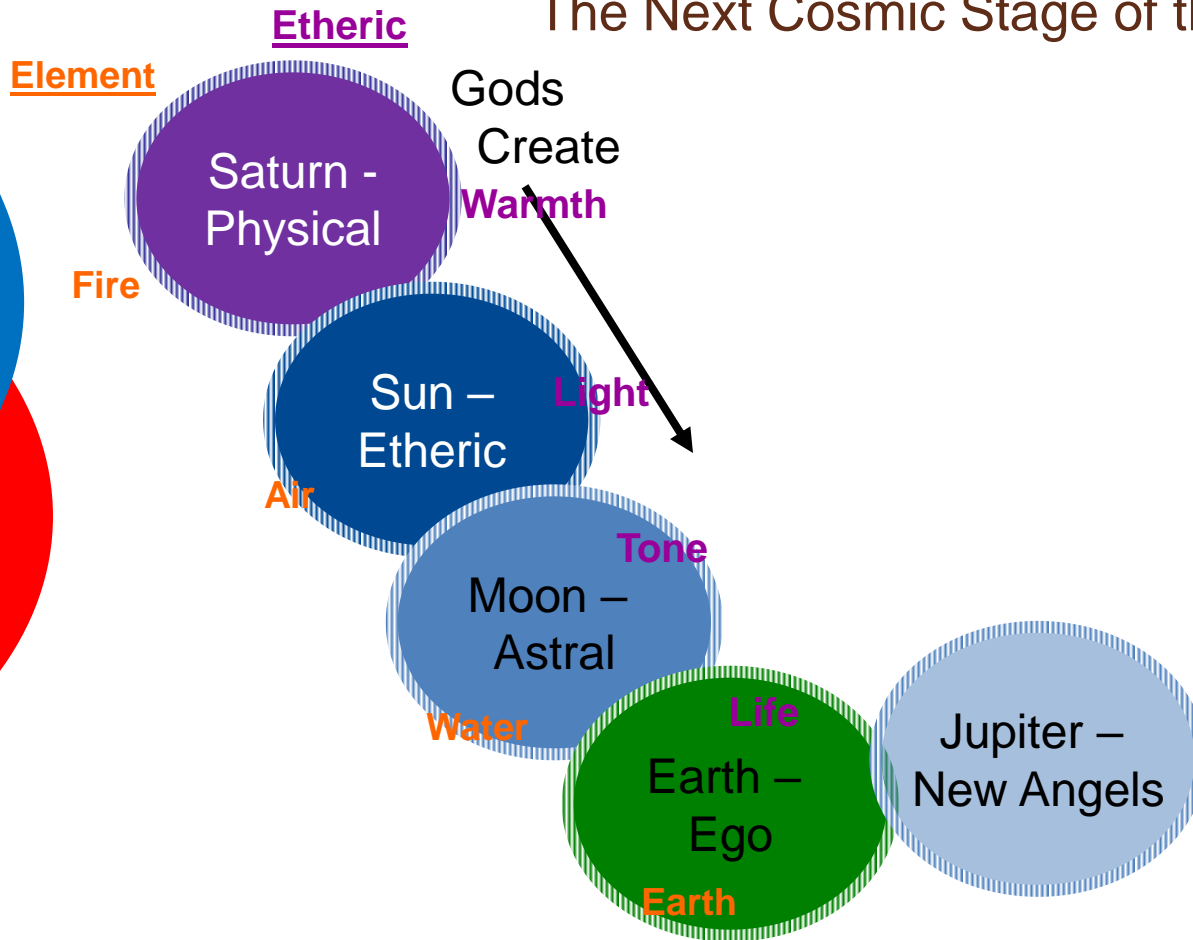 The Next Cosmic Stage of th
Etheric
Element
Gods
Create
Saturn -
Physical
Warmth
Fire
Sun –
Etheric
Light
Air
Tone
Moon –
Astral
Water
Life
Earth –
Ego
Earth
Jupiter –
New Angels